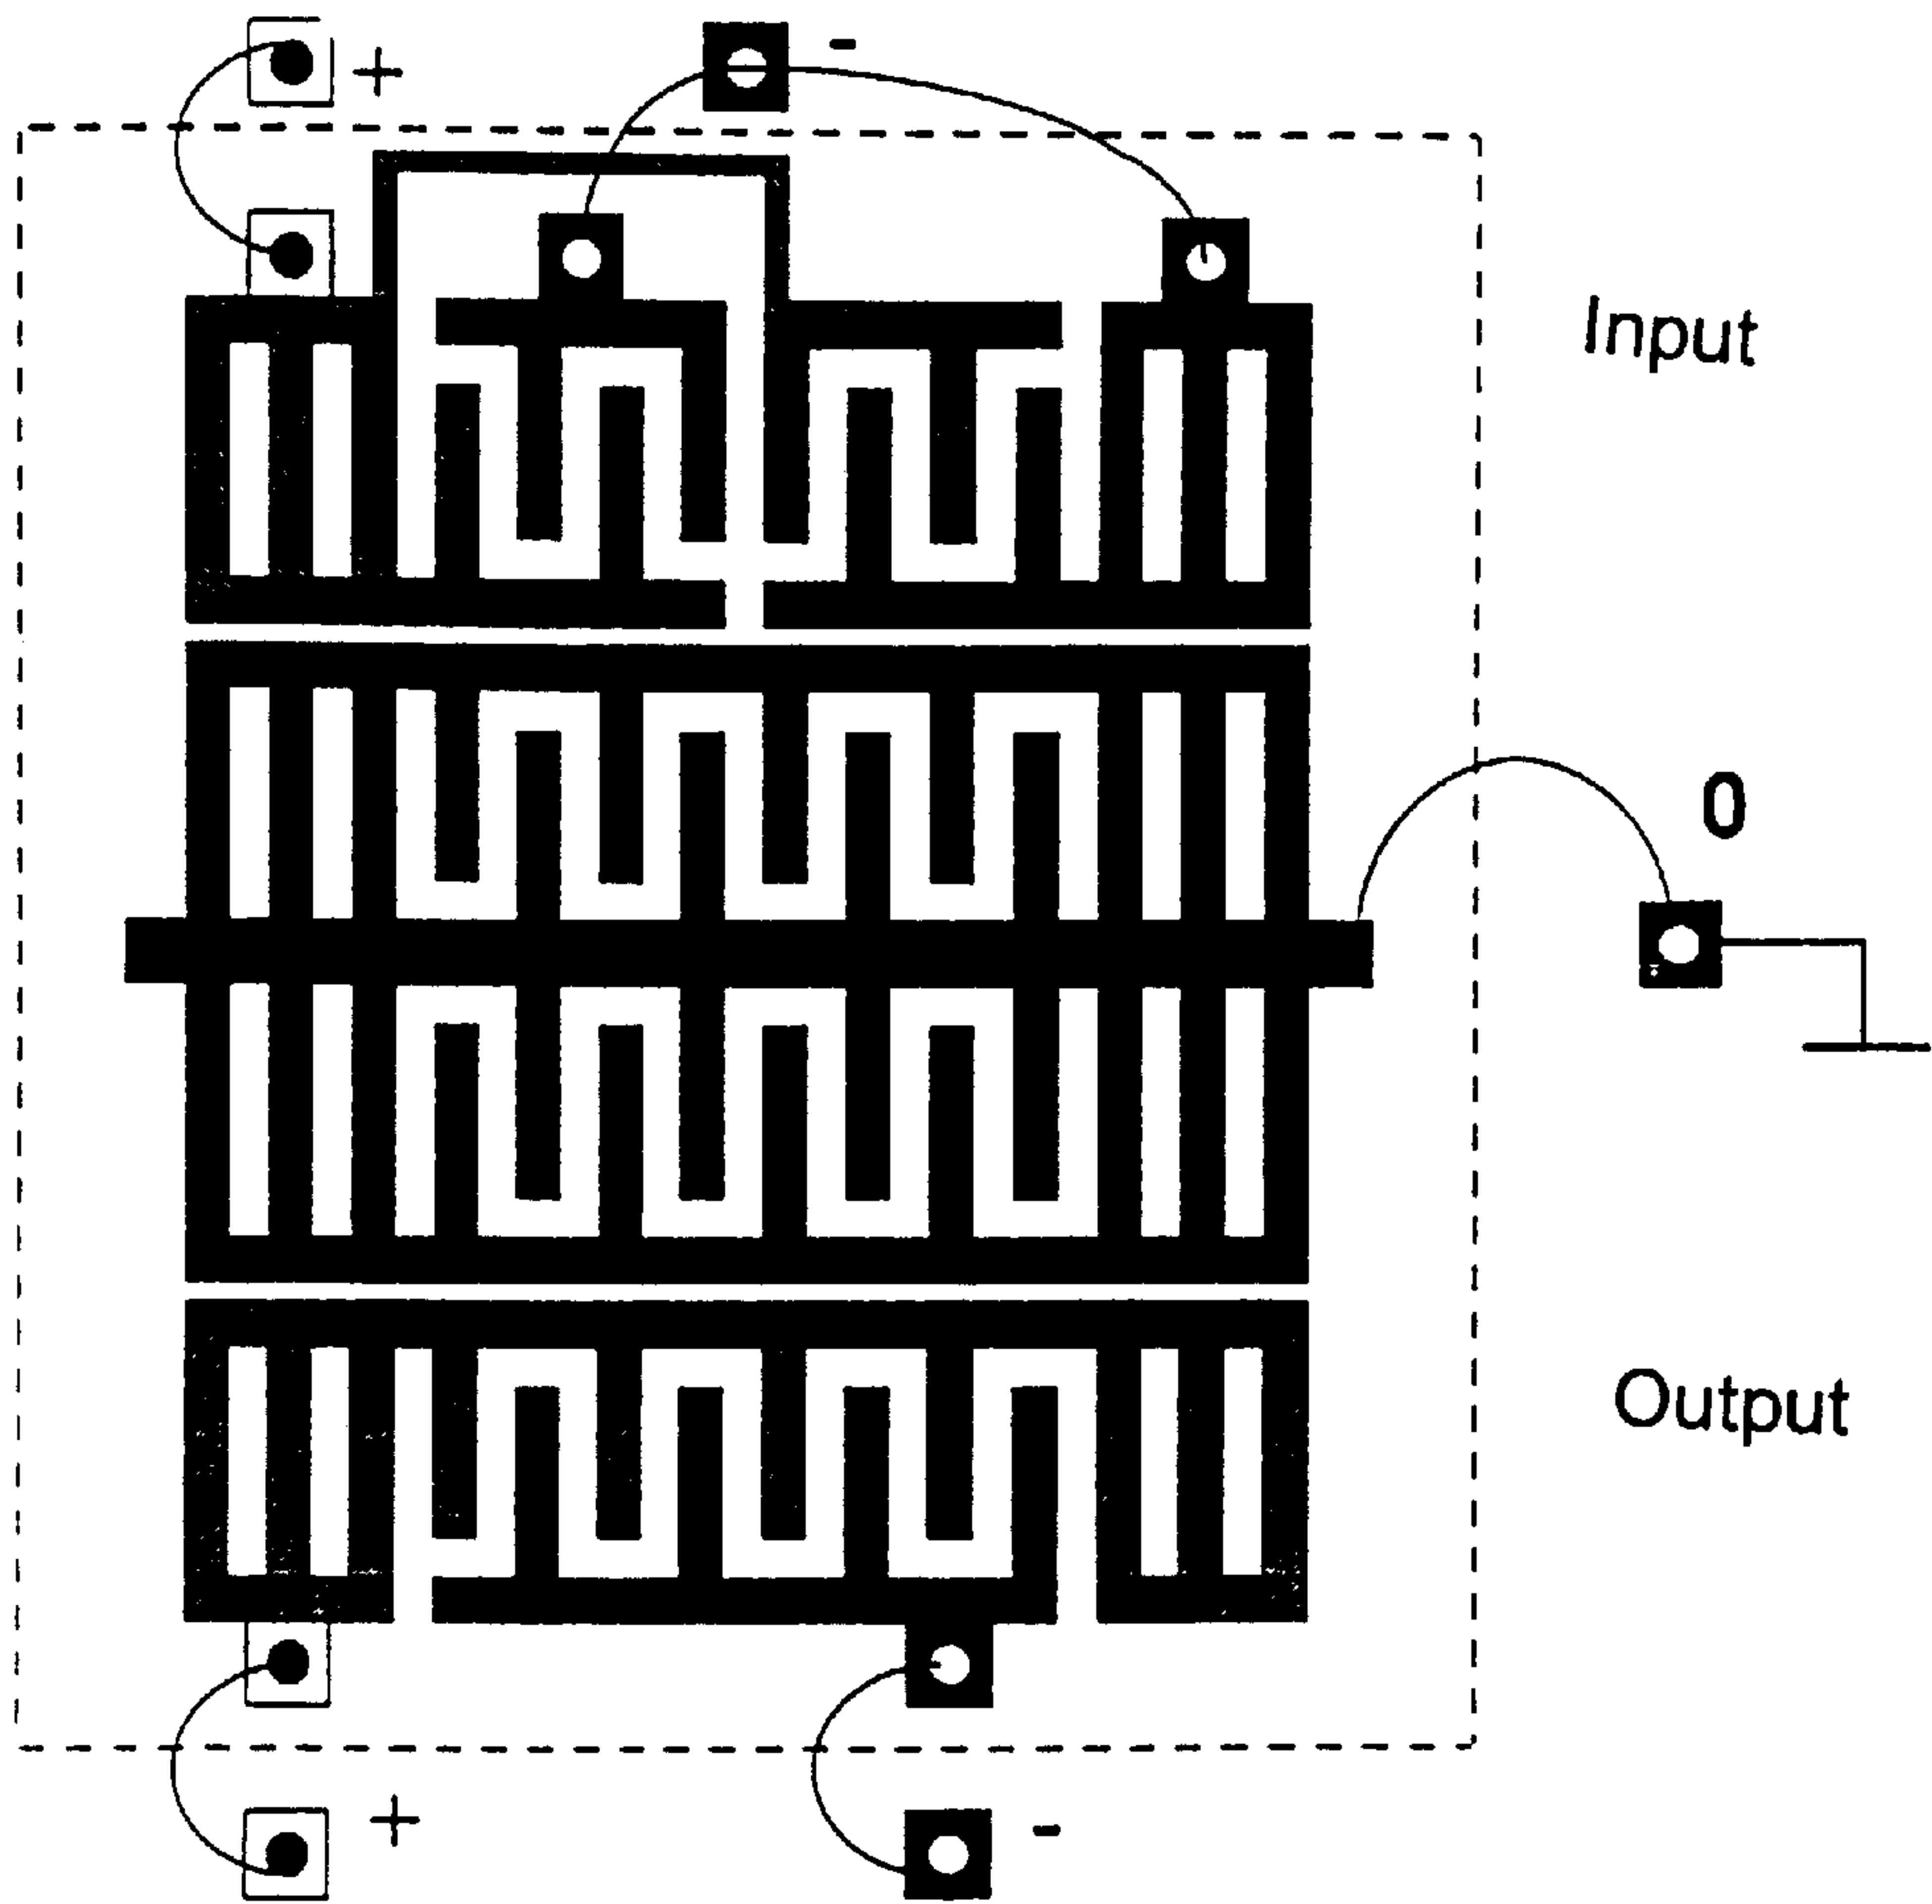 + -
Input
0
Output
+ -